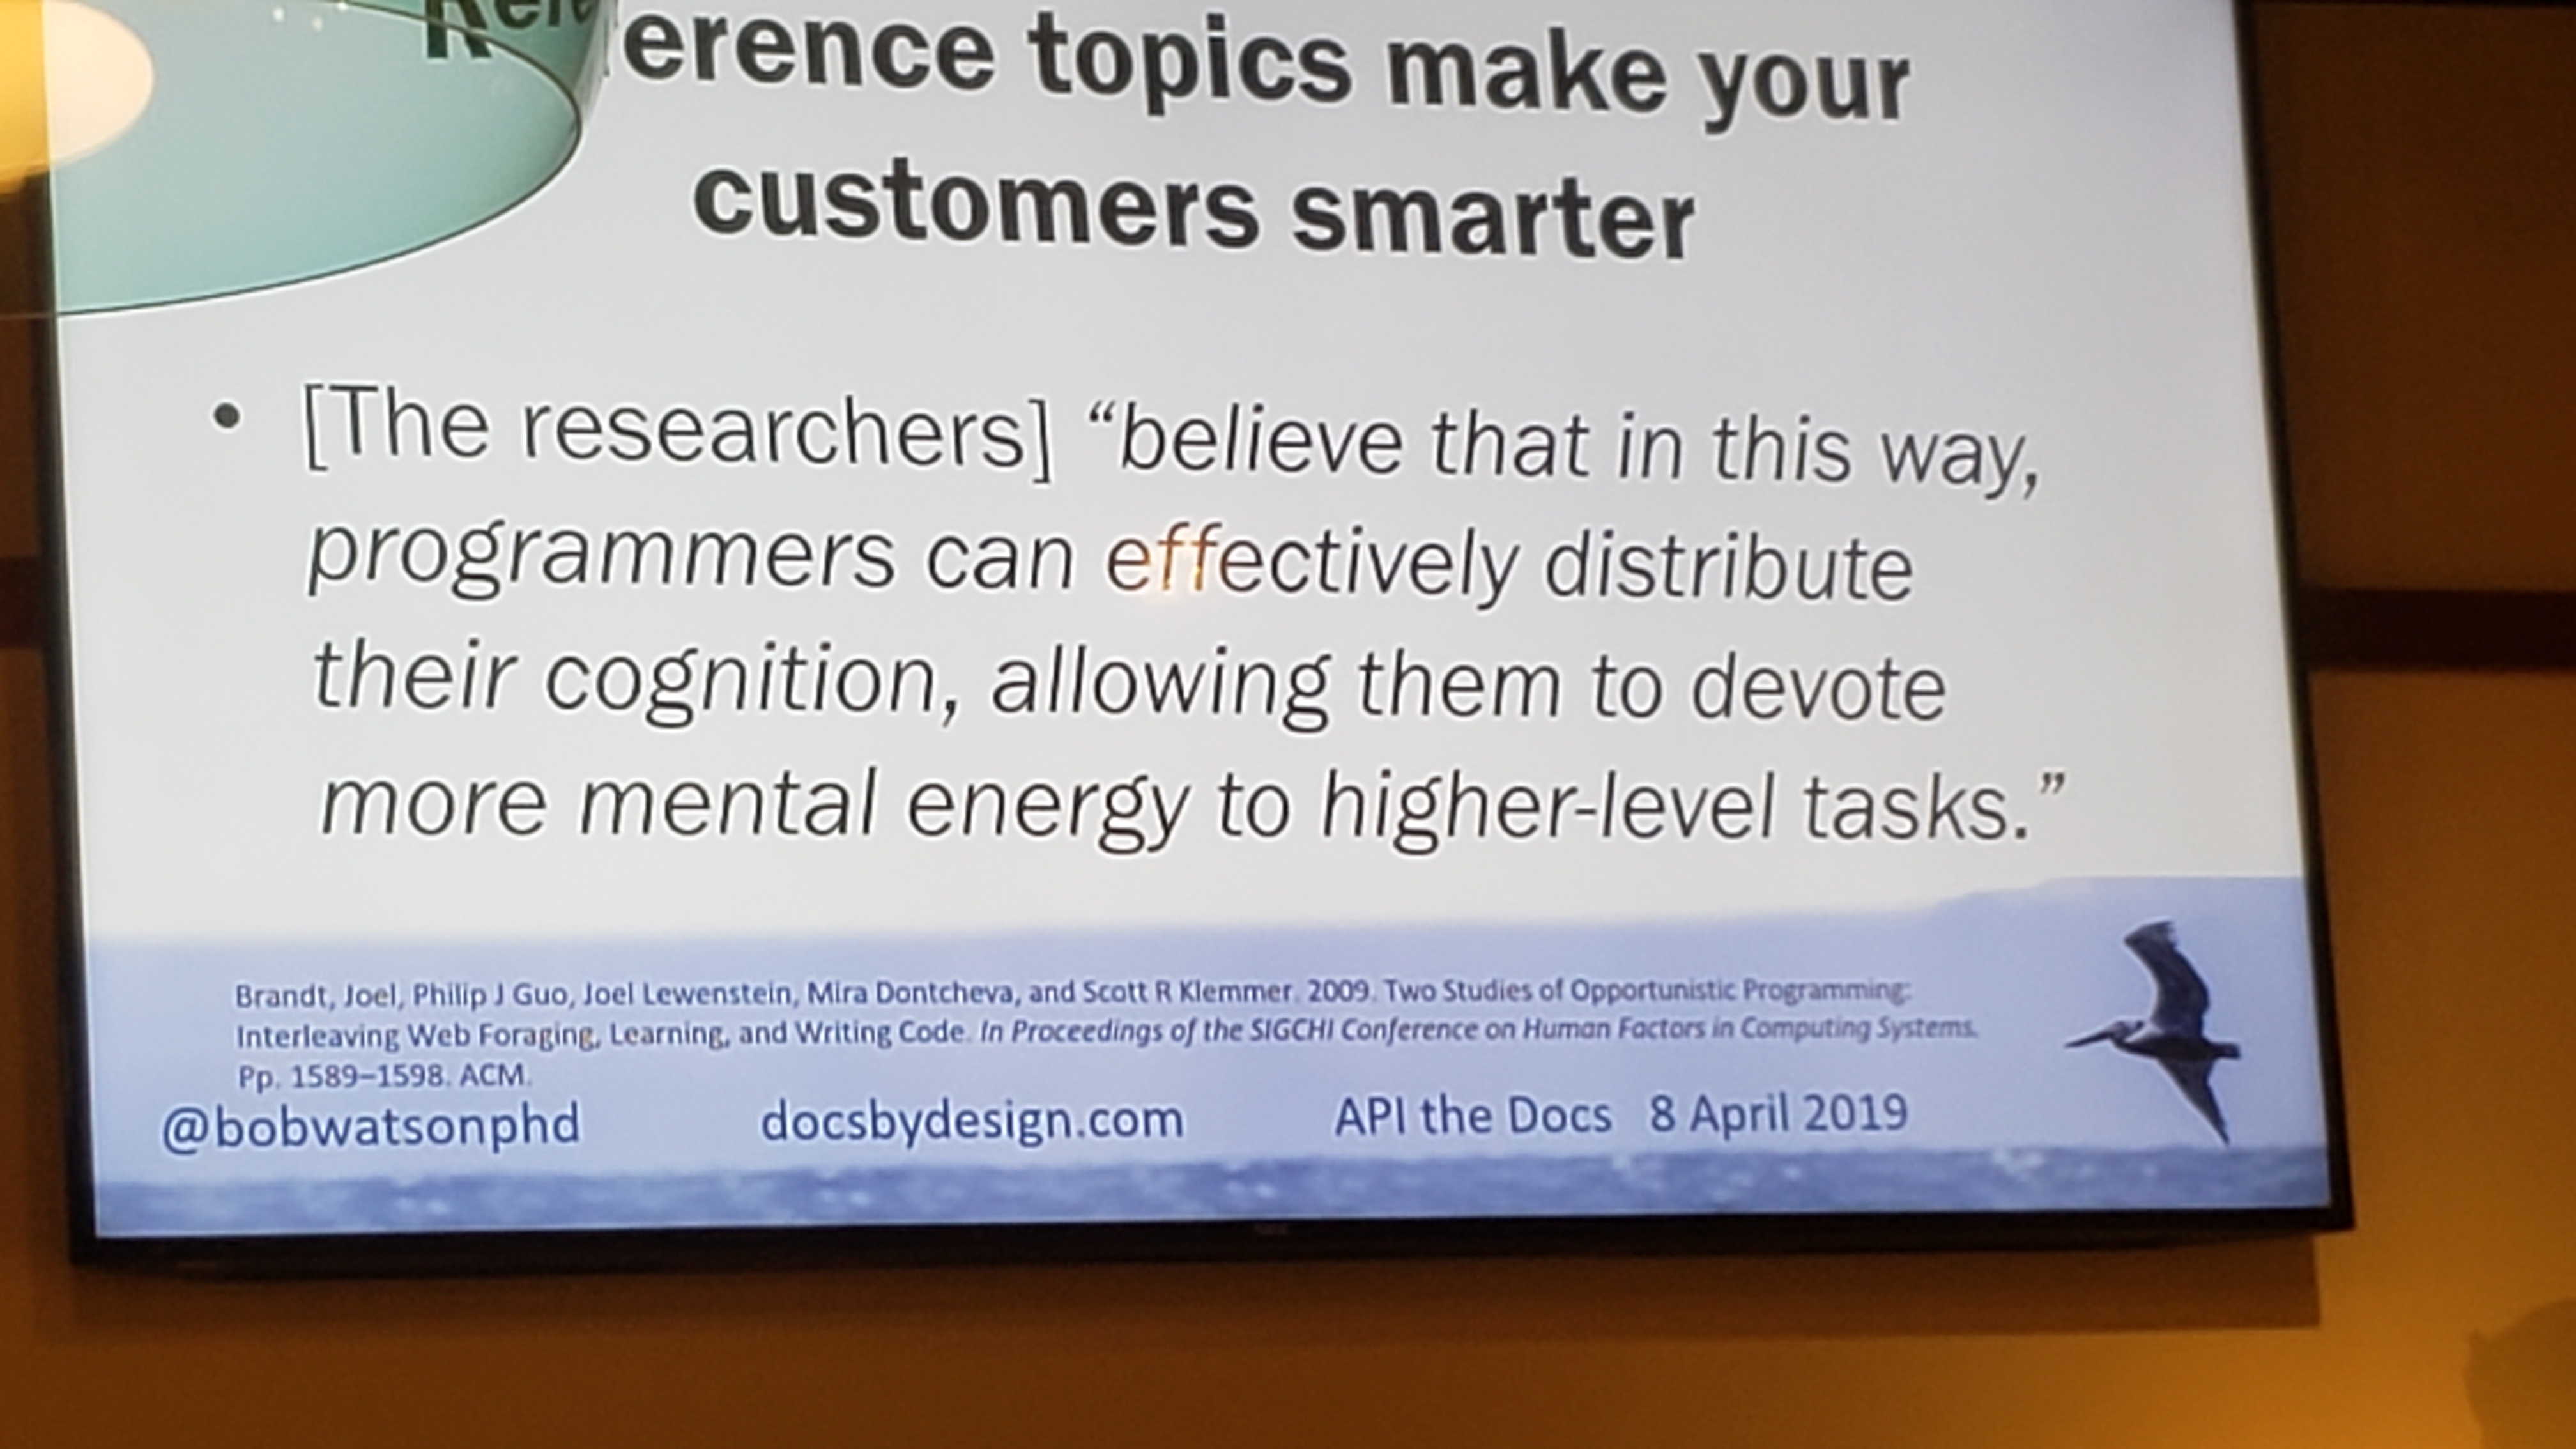 Reference topics make your
customers smarter
• [The researchers] “believe that in this way,
programmers can effectively distribute
their cognition, allowing them to devote
more mental energy to higher-level tasks.”
Brandt, Joel, Philip J Guo, Joel Lewenstein, Mira Dontcheva, and Scott R Klemmer. 2009. Two Studies of Opportunistic Programming:
Interleaving Web Foraging, Learning, and Writing Code. In Proceedings of the SIGCHI Conference on Human Factors in Computing Systems.
Pp. 1589–1598. ACM.
@bobwatsonphd docsbydesign.com API the Docs 8 April 2019